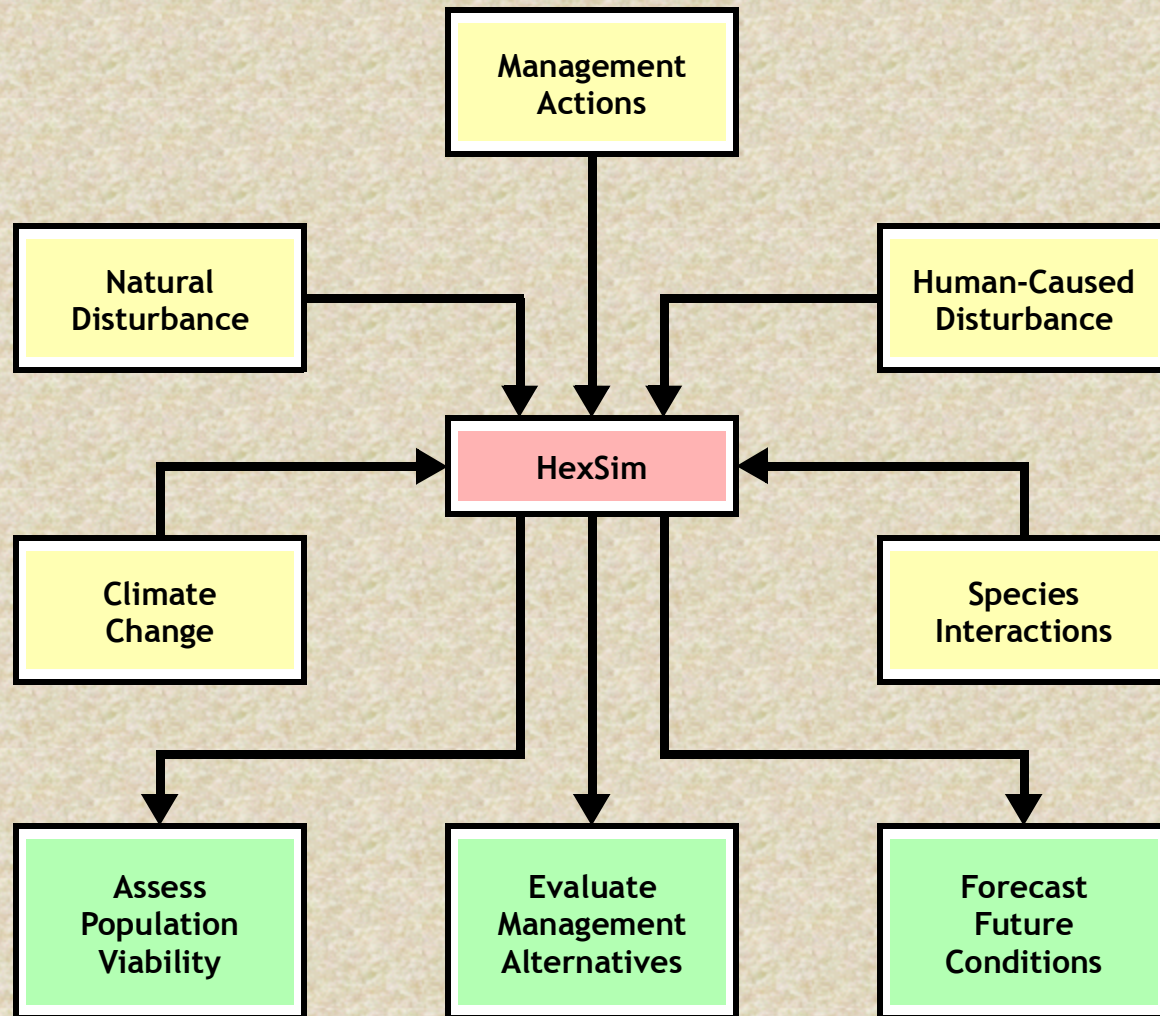 Management
Actions
Natural
Disturbance
Human-Caused
Disturbance
HexSim
Climate
Change
Species
Interactions
Assess
Population
Viability
Evaluate
Management
Alternatives
Forecast
Future
Conditions